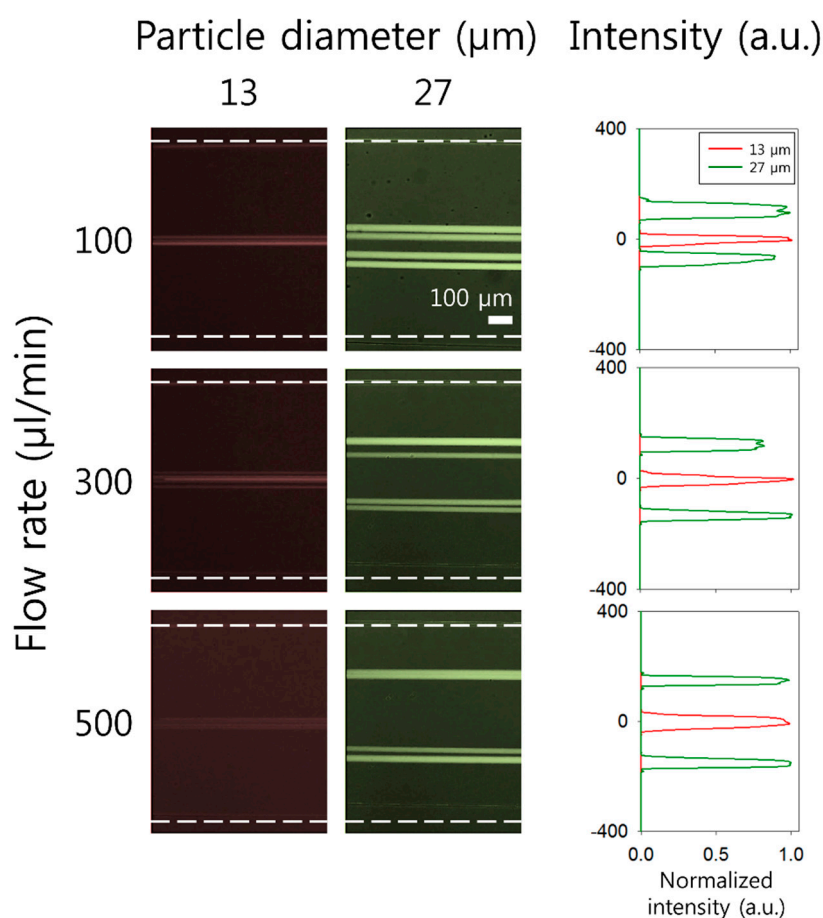 Particle diameter (µm) Intensity (a.u.)
13 27
Flow rate (µl/min)
100
100 µm
400
0
-400
13 µm
27 µm
300
400
0
-400
500
400
0
-400
0.0 0.5 1.0
Normalized
intensity (a.u.)